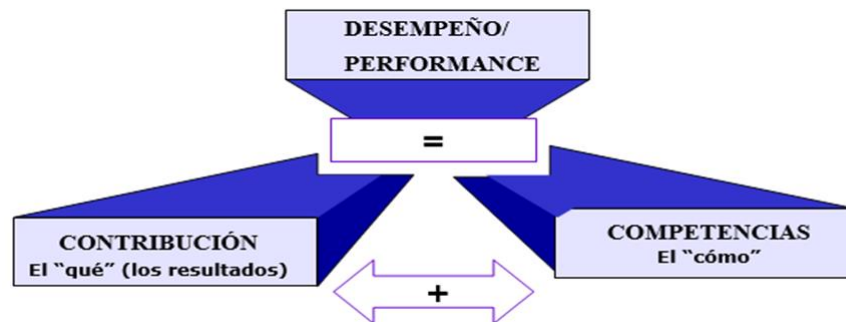 DESEMPEÑO/
PERFORMANCE
=
CONTRIBUCIÓN
El “qué” (los resultados)
COMPETENCIAS
El “cómo”
+